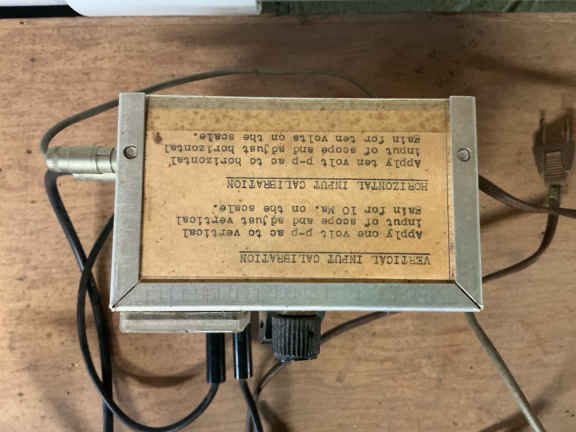 VERTICAL INPUT CALIBRATION
Apply one volt p-p ac to vertical
input of scope and adjust vertical
gain for 10 Ma. on the scale.
HORIZONTAL INPUT CALIBRATION
Apply ten volt p-p ac to horizontal
input of scope and adjust horizontal
gain for ten volts on the scale.